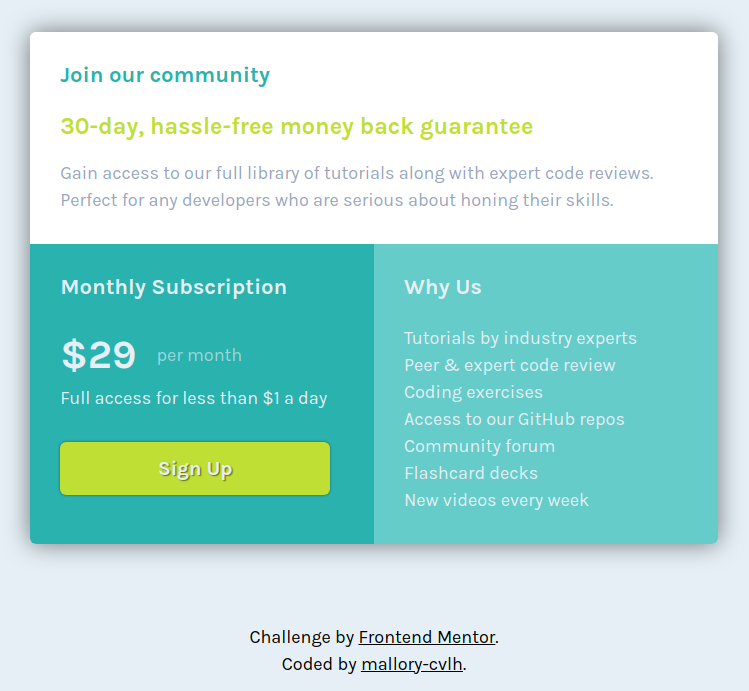 Join our community
30-day, hassle-free money back guarantee
Gain access to our full library of tutorials along with expert code reviews.
Perfect for any developers who are serious about honing their skills.
Monthly Subscription
$29 per month
Full access for less than $1 a day
Sign Up
Why Us
Tutorials by industry experts
Peer & expert code review
Coding exercises
Access to our GitHub repos
Community forum
Flashcard decks
New videos every week
Challenge by Frontend Mentor.
Coded by mallory-cvlh.